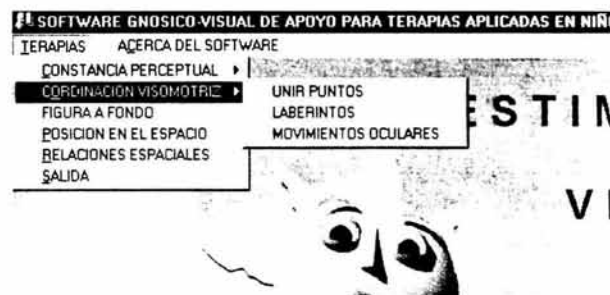 SOFTWARE GNOSICO-VISUAL DE APOYO PARA TERAPIAS APLICADAS EN NIÑ
TERAPIAS ACERCA DEL SOFTWARE
CONSTANCIA PERCEPTUAL
CORDINACION VISOMOTRIZ
FIGURA A FONDO
POSICION EN EL ESPACIO
RELACIONES ESPACIALES
SALIDA
UNIR PUNTOS
LABERINTOS
MOVIMIENTOS OCULARES
ESTI
V